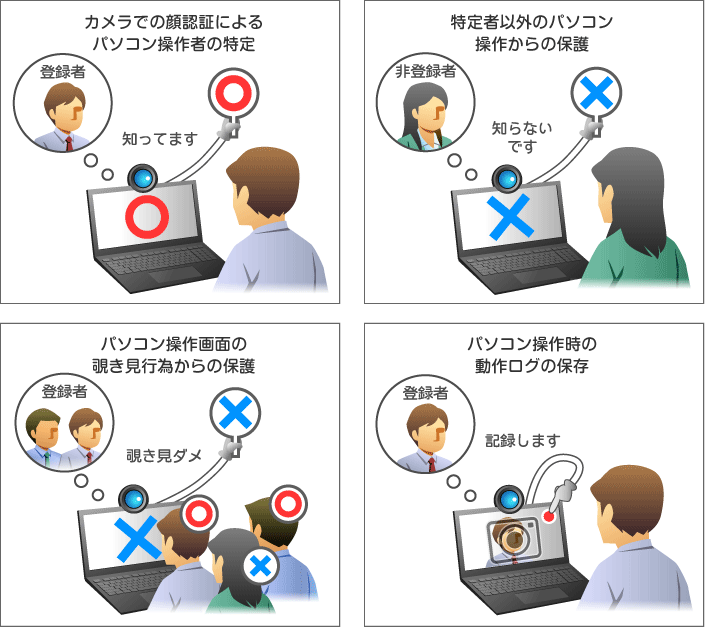 カメラでの顔認証による
パソコン操作者の特定
登録者
知ってます
特定者以外のパソコン
操作からの保護
非登録者
知らない
です
パソコン操作画面の
覗き見行為からの保護
登録者
覗き見ダメ
パソコン操作時の
動作ログの保存
登録者
記録します